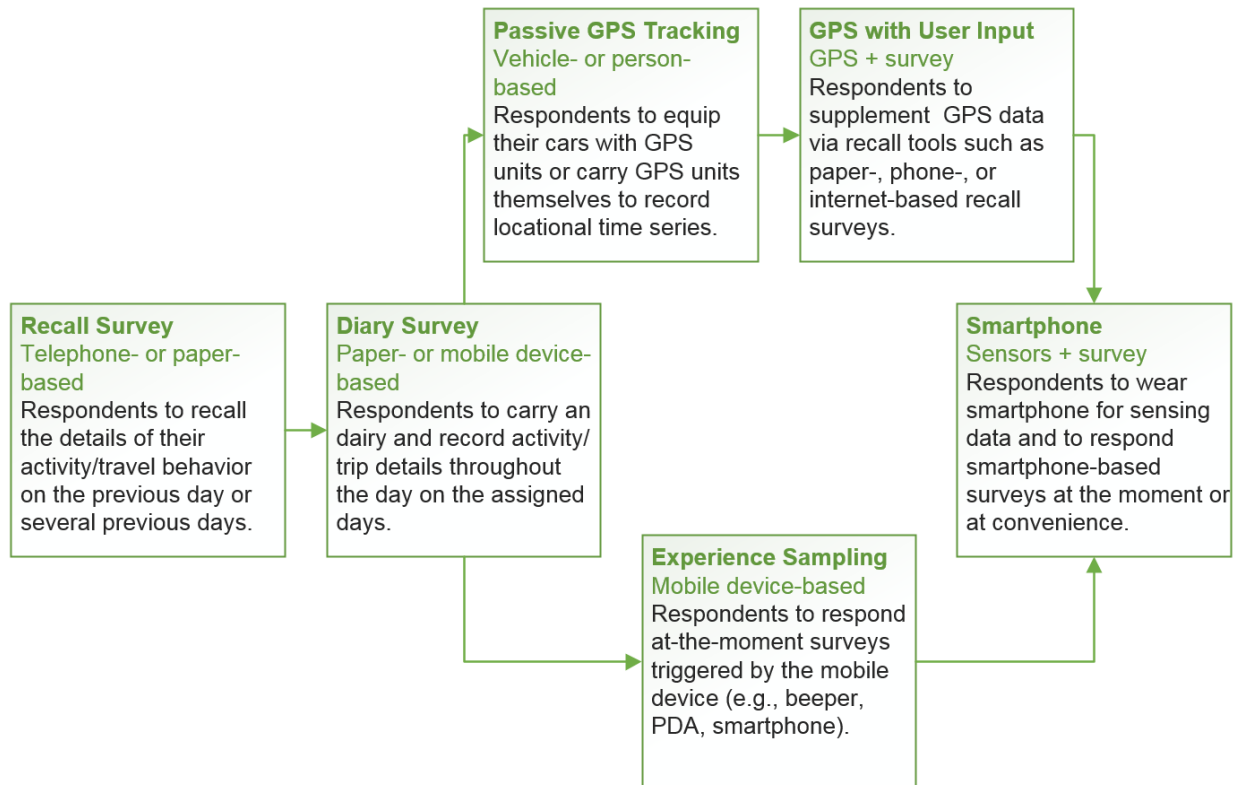 Passive GPS Tracking
Vehicle- or person-
based
Respondents to equip
their cars with GPS
units or carry GPS units
themselves to record
locational time series.
GPS with User Input
GPS + survey
Respondents to
supplement  GPS data
via recall tools such as
paper-, phone-, or
internet-based recall
surveys.
Recall Survey
Telephone- or paper-
based
Respondents to recall
the details of their
activity/travel behavior
on the previous day or
several previous days.
Diary Survey
Paper- or mobile device-
based
Respondents to carry an
dairy and record activity/
trip details throughout
the day on the assigned
days.
Smartphone
Sensors + survey
Respondents to wear
smartphone for sensing
data and to respond
smartphone-based
surveys at the moment or
at convenience.
Experience Sampling
Mobile device-based
Respondents to respond
at-the-moment surveys
triggered by the mobile
device (e.g., beeper,
PDA, smartphone).